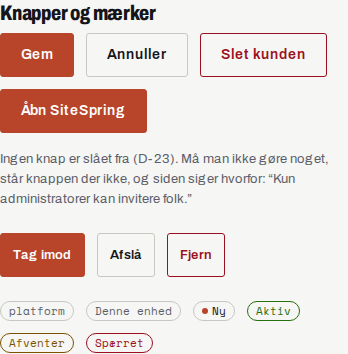 Knapper og mærker
Gem
Annuller
Slet kunden
Åbn SiteSpring
Ingen knap er slået fra (D-23). Må man ikke gøre noget,
står knappen der ikke, og siden siger hvorfor: “Kun
administratorer kan invitere folk.”
Tag imod
Afslå
Fjern
platform
Denne enhed
Ny
Aktiv
Afventer
Spærret